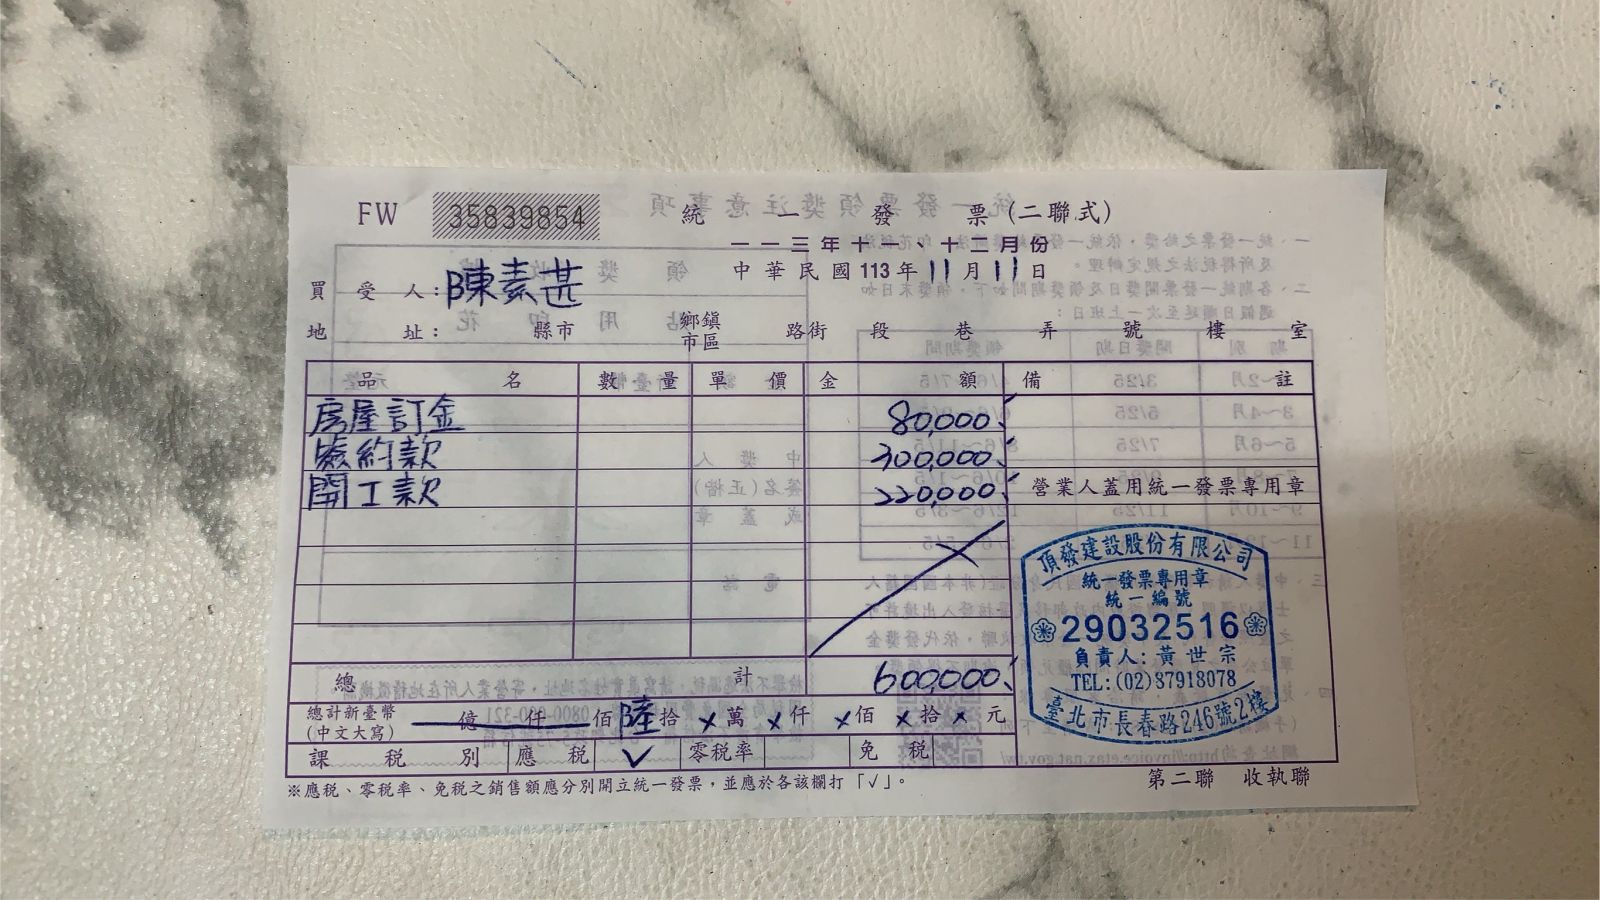 FW 35839854 統一發票(二聯式)
一一三年十一、十二月份
中華民國113年11月11日
買受人:陳素甚
地址: 縣市 鄉鎮市區 路街 段 巷 弄 號 樓 室
品名 數量 單價 金額 備註
房屋訂金 80,000
簽約款 300,000
開工款 220,000
營業人蓋用統一發票專用章
頂發建設股份有限公司
統一發票專用章
統一編號
29032516
負責人:黃世宗
TEL:(02)87918078
臺北市長春路246號2樓
總計 600,000
總計新臺幣(中文大寫) 億 仟 佰 陸 拾 × 萬 × 仟 × 佰 × 拾 × 元
課稅別 應稅 ✓ 零稅率 免稅
※應稅、零稅率、免稅之銷售額應分別開立統一發票,並應於各該欄打「√」。
第二聯 收執聯